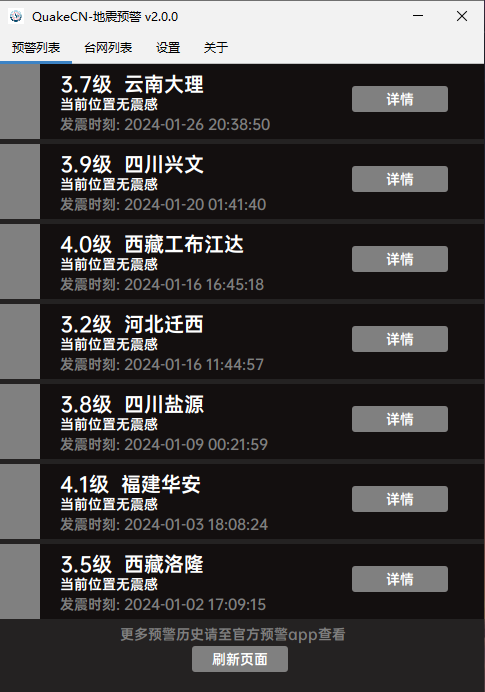 QuakeCN-地震预警 v2.0.0
预警列表 台网列表 设置 关于
3.7级 云南大理
当前位置无震感
发震时刻: 2024-01-26 20:38:50
详情
3.9级 四川兴文
当前位置无震感
发震时刻: 2024-01-20 01:41:40
详情
4.0级 西藏工布江达
当前位置无震感
发震时刻: 2024-01-16 16:45:18
详情
3.2级 河北迁西
当前位置无震感
发震时刻: 2024-01-16 11:44:57
详情
3.8级 四川盐源
当前位置无震感
发震时刻: 2024-01-09 00:21:59
详情
4.1级 福建华安
当前位置无震感
发震时刻: 2024-01-03 18:08:24
详情
3.5级 西藏洛隆
当前位置无震感
发震时刻: 2024-01-02 17:09:15
详情
更多预警历史请至官方预警app查看
刷新页面